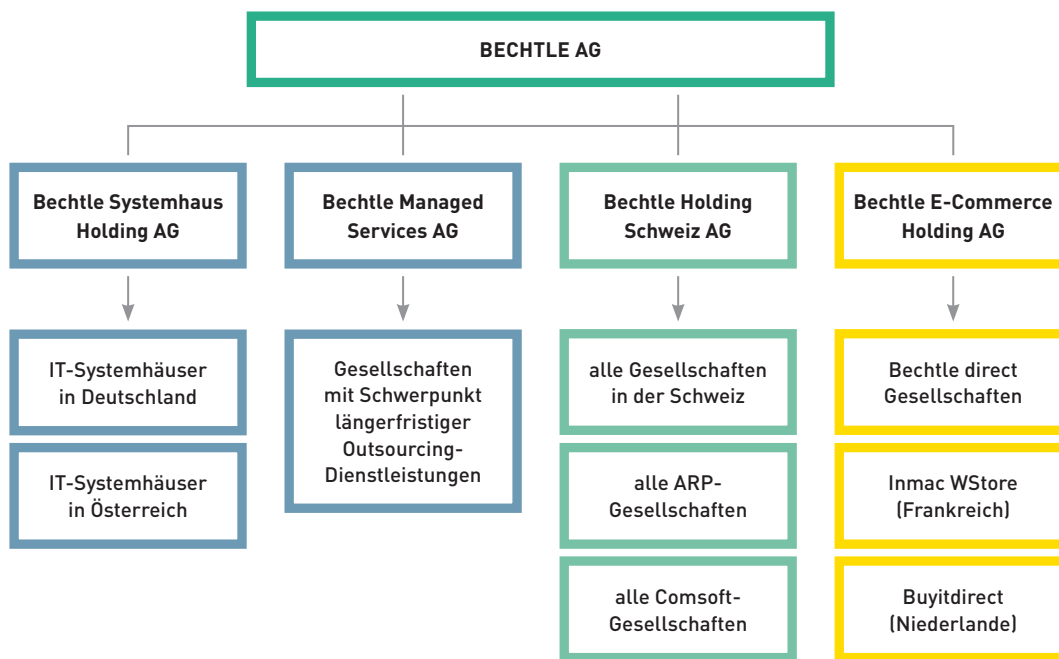 BECHTLE AG
Bechtle Systemhaus
Holding AG
Bechtle Managed
Services AG
Bechtle Holding
Schweiz AG
Bechtle E-Commerce
Holding AG
IT-Systemhäuser
in Deutschland
IT-Systemhäuser
in Österreich
Gesellschaften
mit Schwerpunkt
längerfristiger
Outsourcing-
Dienstleistungen
alle Gesellschaften
in der Schweiz
alle ARP-
Gesellschaften
alle Comsoft-
Gesellschaften
Bechtle direct
Gesellschaften
Inmac WStore
(Frankreich)
Buyitdirect
(Niederlande)